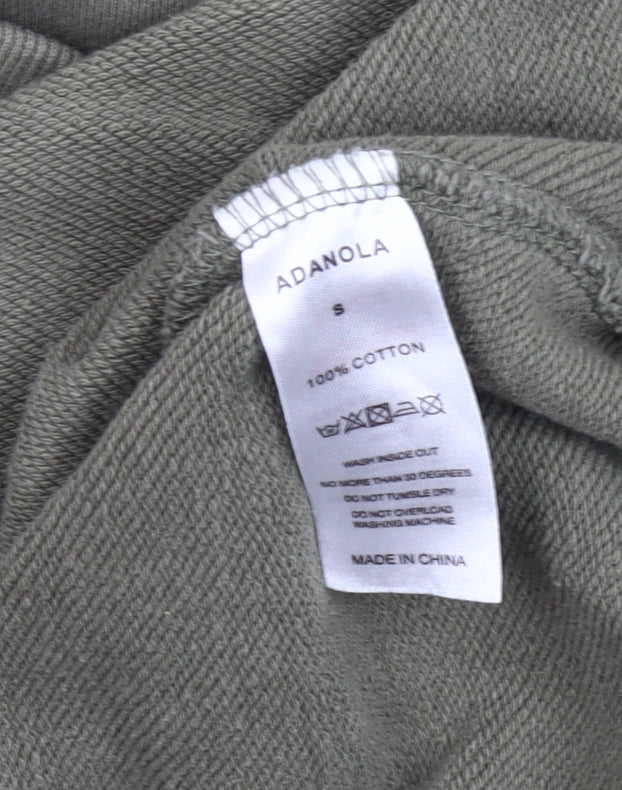 ADANOLA
S
100% COTTON
WASH INSIDE OUT
NO MORE THAN 30 DEGREES
DO NOT TUMBLE DRY
DO NOT OVERLOAD
WASHING MACHINE
MADE IN CHINA